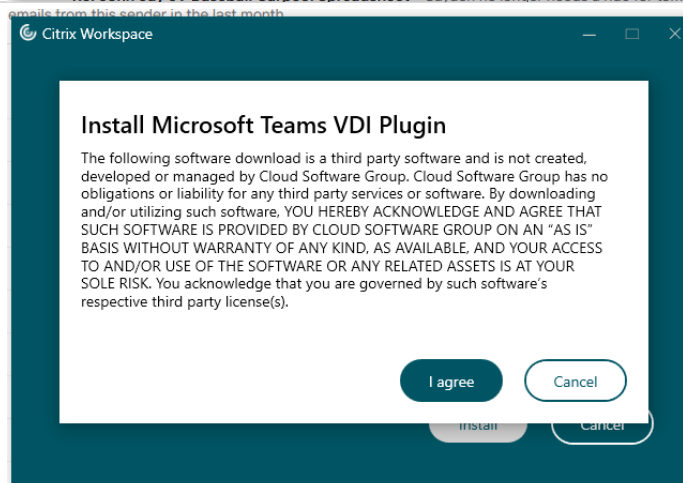 emails from this sender in the last month
Citrix Workspace
Install Microsoft Teams VDI Plugin
The following software download is a third party software and is not created,
developed or managed by Cloud Software Group. Cloud Software Group has no
obligations or liability for any third party services or software. By downloading
and/or utilizing such software, YOU HEREBY ACKNOWLEDGE AND AGREE THAT
SUCH SOFTWARE IS PROVIDED BY CLOUD SOFTWARE GROUP ON AN “AS IS”
BASIS WITHOUT WARRANTY OF ANY KIND, AS AVAILABLE, AND YOUR ACCESS
TO AND/OR USE OF THE SOFTWARE OR ANY RELATED ASSETS IS AT YOUR
SOLE RISK. You acknowledge that you are governed by such software’s
respective third party license(s).
I agree Cancel
Install Cancel